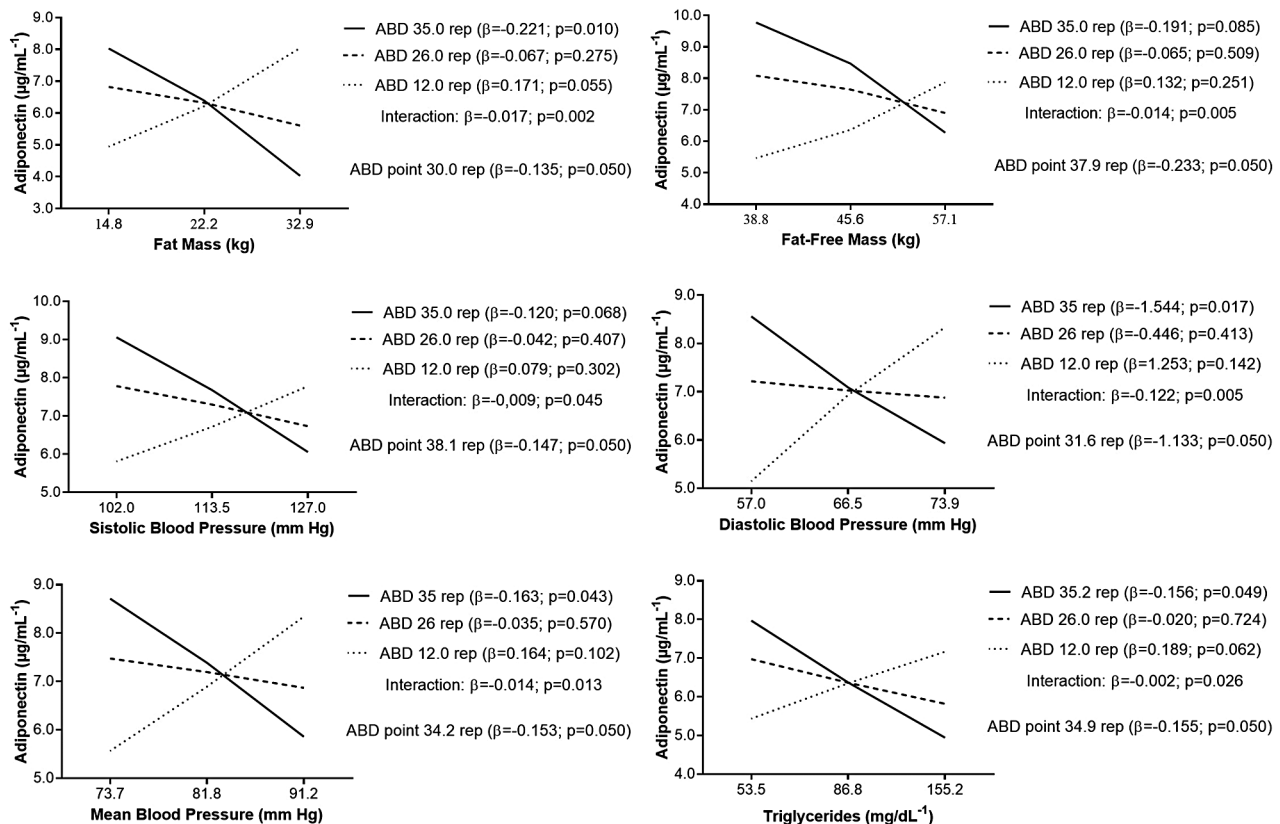 9.0
8.0
7.0
6.0
5.0
4.0
3.0
Adiponectin (µg/mL⁻¹)
14.8 22.2 32.9
Fat Mass (kg)
ABD 35.0 rep (β=-0.221; p=0.010)
ABD 26.0 rep (β=-0.067; p=0.275)
ABD 12.0 rep (β=0.171; p=0.055)
Interaction: β=-0.017; p=0.002
ABD point 30.0 rep (β=-0.135; p=0.050)
10.0
9.0
8.0
7.0
6.0
5.0
4.0
Adiponectin (µg/mL⁻¹)
38.8 45.6 57.1
Fat-Free Mass (kg)
ABD 35.0 rep (β=-0.191; p=0.085)
ABD 26.0 rep (β=-0.065; p=0.509)
ABD 12.0 rep (β=0.132; p=0.251)
Interaction: β=-0.014; p=0.005
ABD point 37.9 rep (β=-0.233; p=0.050)
10.0
9.0
8.0
7.0
6.0
5.0
Adiponectin (µg/mL⁻¹)
102.0 113.5 127.0
Sistolic Blood Pressure (mm Hg)
ABD 35.0 rep (β=-0.120; p=0.068)
ABD 26.0 rep (β=-0.042; p=0.407)
ABD 12.0 rep (β=0.079; p=0.302)
Interaction: β=-0,009; p=0.045
ABD point 38.1 rep (β=-0.147; p=0.050)
9.0
8.0
7.0
6.0
5.0
Adiponectin (µg/mL⁻¹)
57.0 66.5 73.9
Diastolic Blood Pressure (mm Hg)
ABD 35 rep (β=-1.544; p=0.017)
ABD 26 rep (β=-0.446; p=0.413)
ABD 12.0 rep (β=1.253; p=0.142)
Interaction: β=-0.122; p=0.005
ABD point 31.6 rep (β=-1.133; p=0.050)
9.0
8.0
7.0
6.0
5.0
Adiponectin (µg/mL⁻¹)
73.7 81.8 91.2
Mean Blood Pressure (mm Hg)
ABD 35 rep (β=-0.163; p=0.043)
ABD 26 rep (β=-0.035; p=0.570)
ABD 12.0 rep (β=0.164; p=0.102)
Interaction: β=-0.014; p=0.013
ABD point 34.2 rep (β=-0.153; p=0.050)
9.0
8.0
7.0
6.0
5.0
4.0
Adiponectin (µg/mL⁻¹)
53.5 86.8 155.2
Triglycerides (mg/dL⁻¹)
ABD 35.2 rep (β=-0.156; p=0.049)
ABD 26.0 rep (β=-0.020; p=0.724)
ABD 12.0 rep (β=0.189; p=0.062)
Interaction: β=-0.002; p=0.026
ABD point 34.9 rep (β=-0.155; p=0.050)